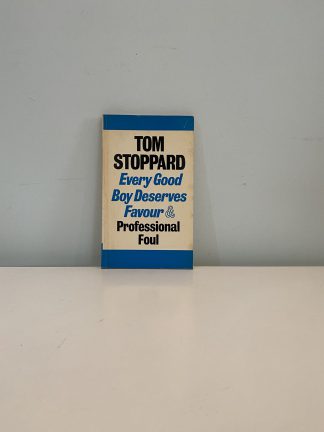 TOM
STOPPARD
Every Good
Boy Deserves
Favour &
Professional
Foul